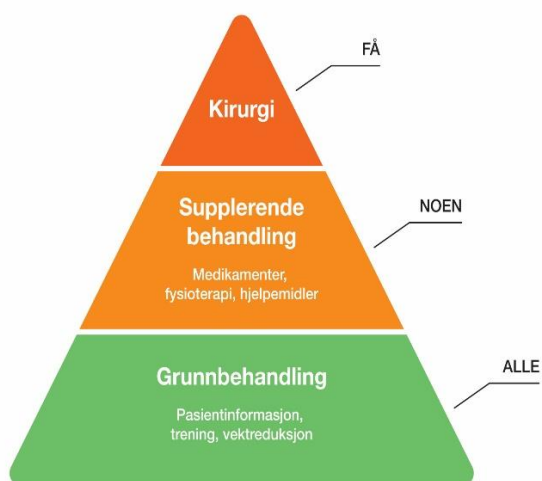 FÅ
Kirurgi
NOEN
Supplerende
behandling
Medikamenter,
fysioterapi, hjelpemidler
ALLE
Grunnbehandling
Pasientinformasjon,
trening, vektreduksjon